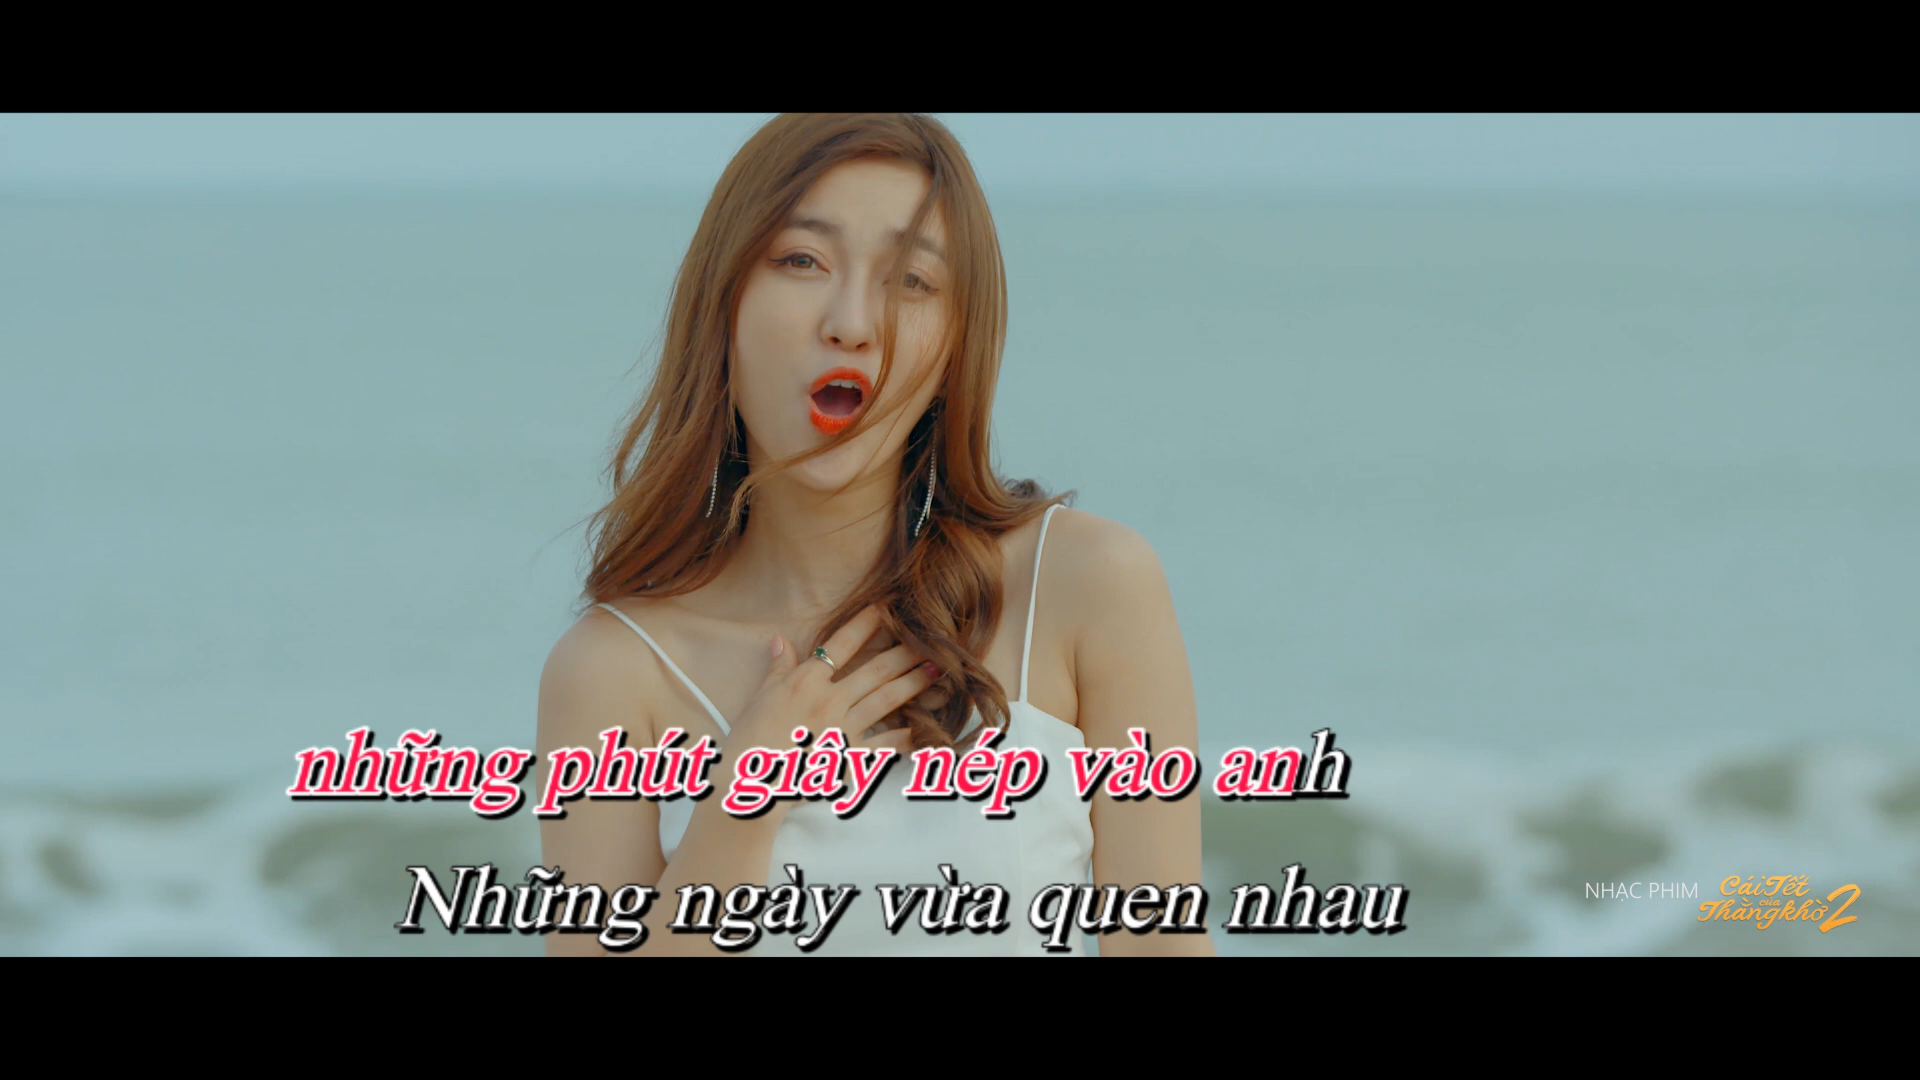 những phút giây nép vào anh
Những ngày vừa quen nhau
NHẠC PHIM
Cái Tết
của
Thằng khờ 2